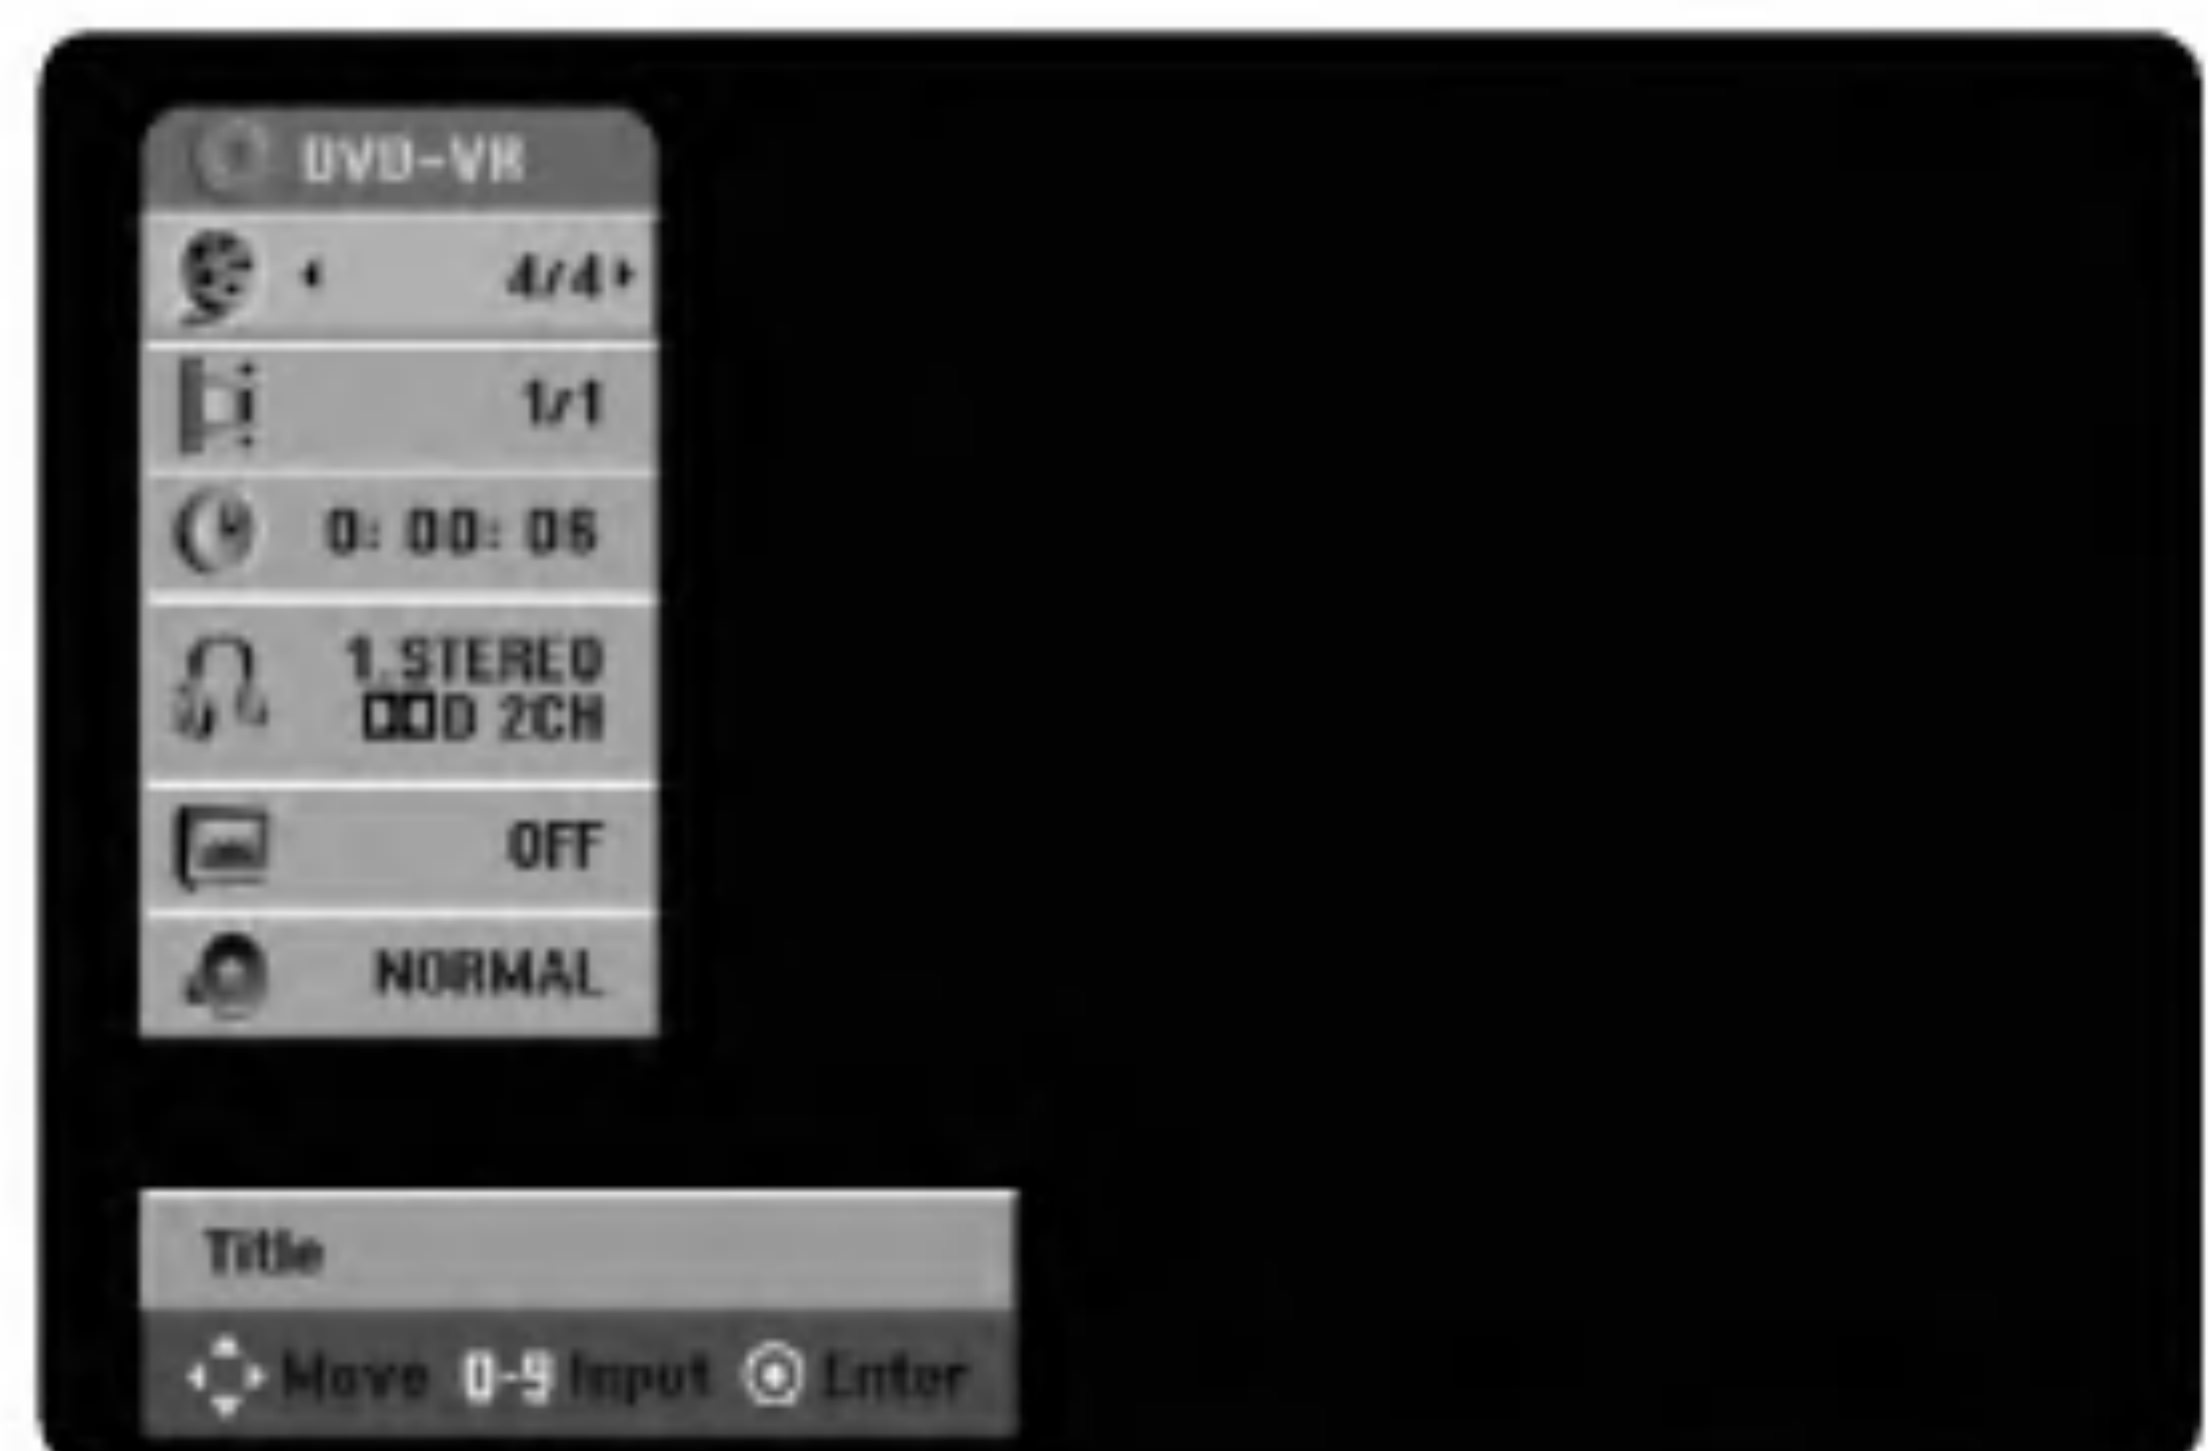 DVD-VR
4/4
1/1
0: 00: 06
1.STEREO
D 2CH
OFF
NORMAL
Title
Move 0-9 Input Enter